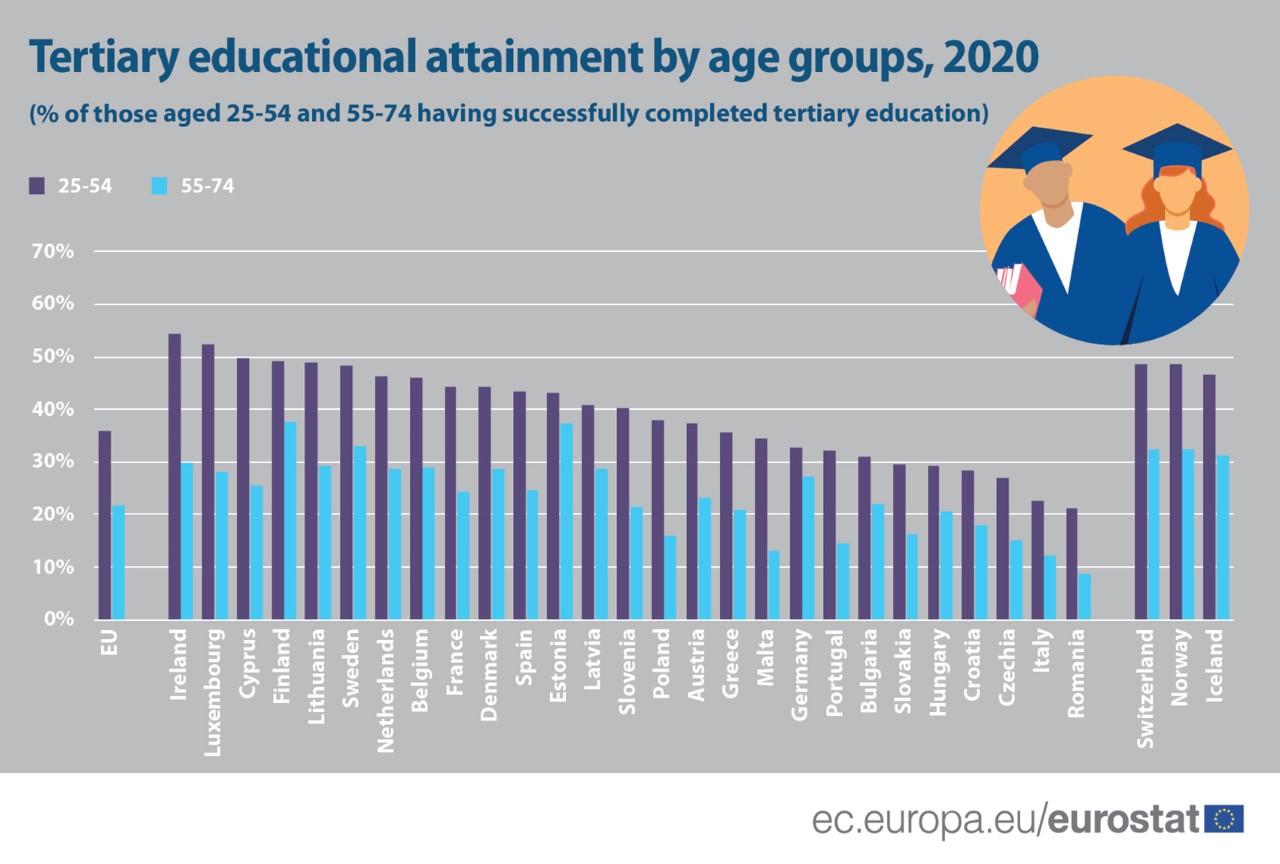 Tertiary educational attainment by age groups, 2020
(% of those aged 25-54 and 55-74 having successfully completed tertiary education)
25-54 55-74
70%
60%
50%
40%
30%
20%
10%
0%
EU
Ireland
Luxembourg
Cyprus
Finland
Lithuania
Sweden
Netherlands
Belgium
France
Denmark
Spain
Estonia
Latvia
Slovenia
Poland
Austria
Greece
Malta
Germany
Portugal
Bulgaria
Slovakia
Hungary
Croatia
Czechia
Italy
Romania
Switzerland
Norway
Iceland
ec.europa.eu/eurostat